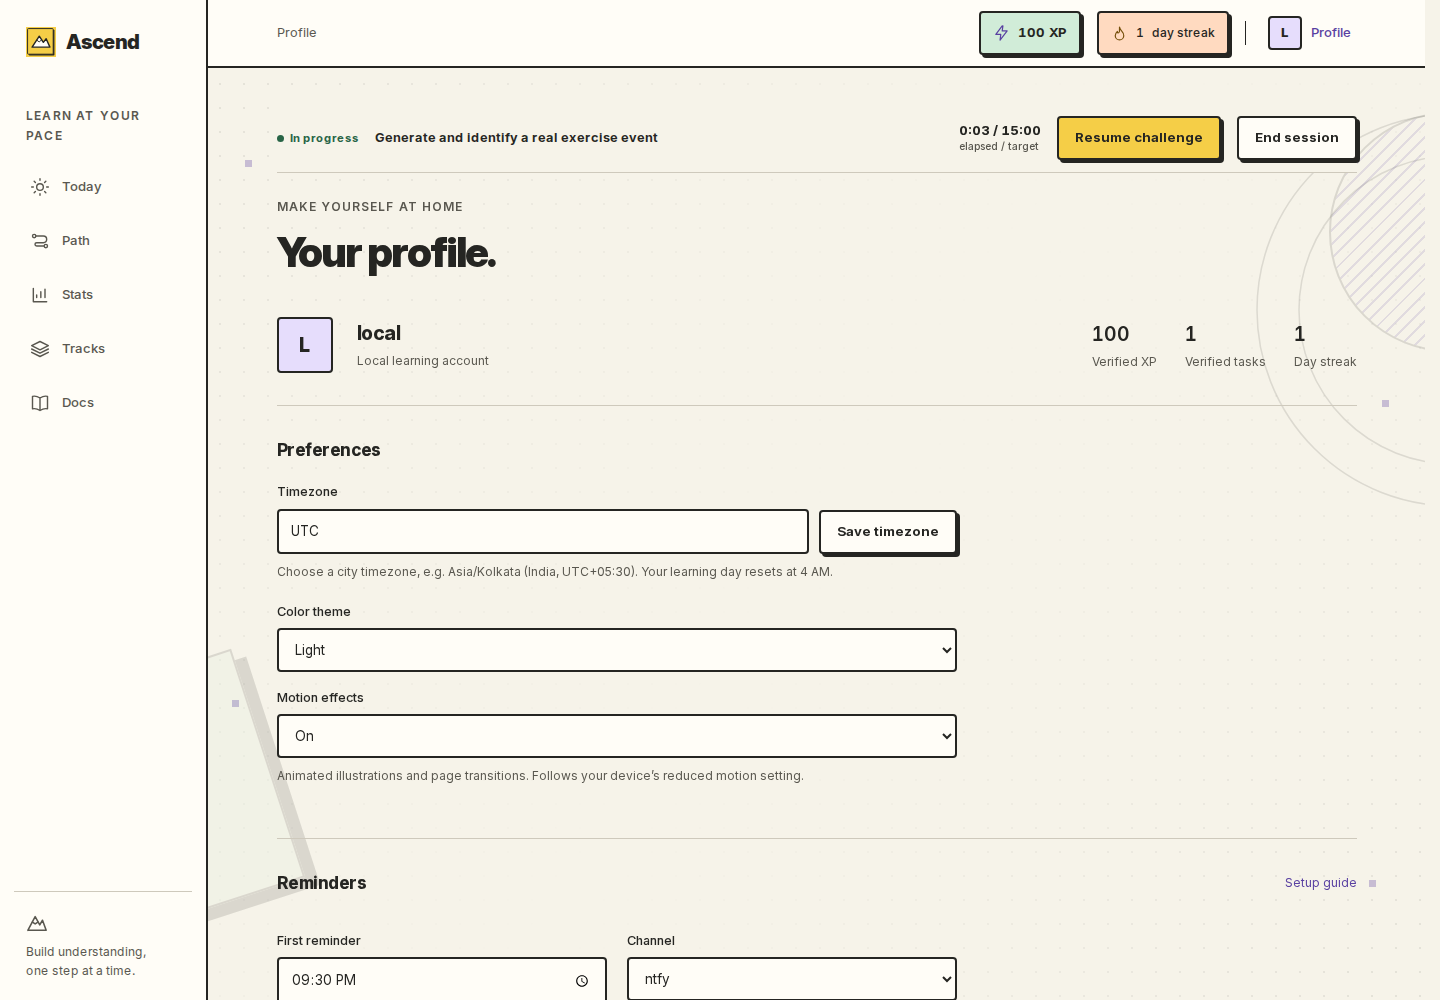 Ascend
LEARN AT YOUR
PACE
Today
Path
Stats
Tracks
Docs
Build understanding,
one step at a time.
Profile
100 XP
1 day streak
L
Profile
In progress
Generate and identify a real exercise event
0:03 / 15:00
elapsed / target
Resume challenge
End session
MAKE YOURSELF AT HOME
Your profile.
L
local
Local learning account
100
Verified XP
1
Verified tasks
1
Day streak
Preferences
Timezone
UTC
Save timezone
Choose a city timezone, e.g. Asia/Kolkata (India, UTC+05:30). Your learning day resets at 4 AM.
Color theme
Light
Motion effects
On
Animated illustrations and page transitions. Follows your device’s reduced motion setting.
Reminders
Setup guide
First reminder
09:30 PM
Channel
ntfy